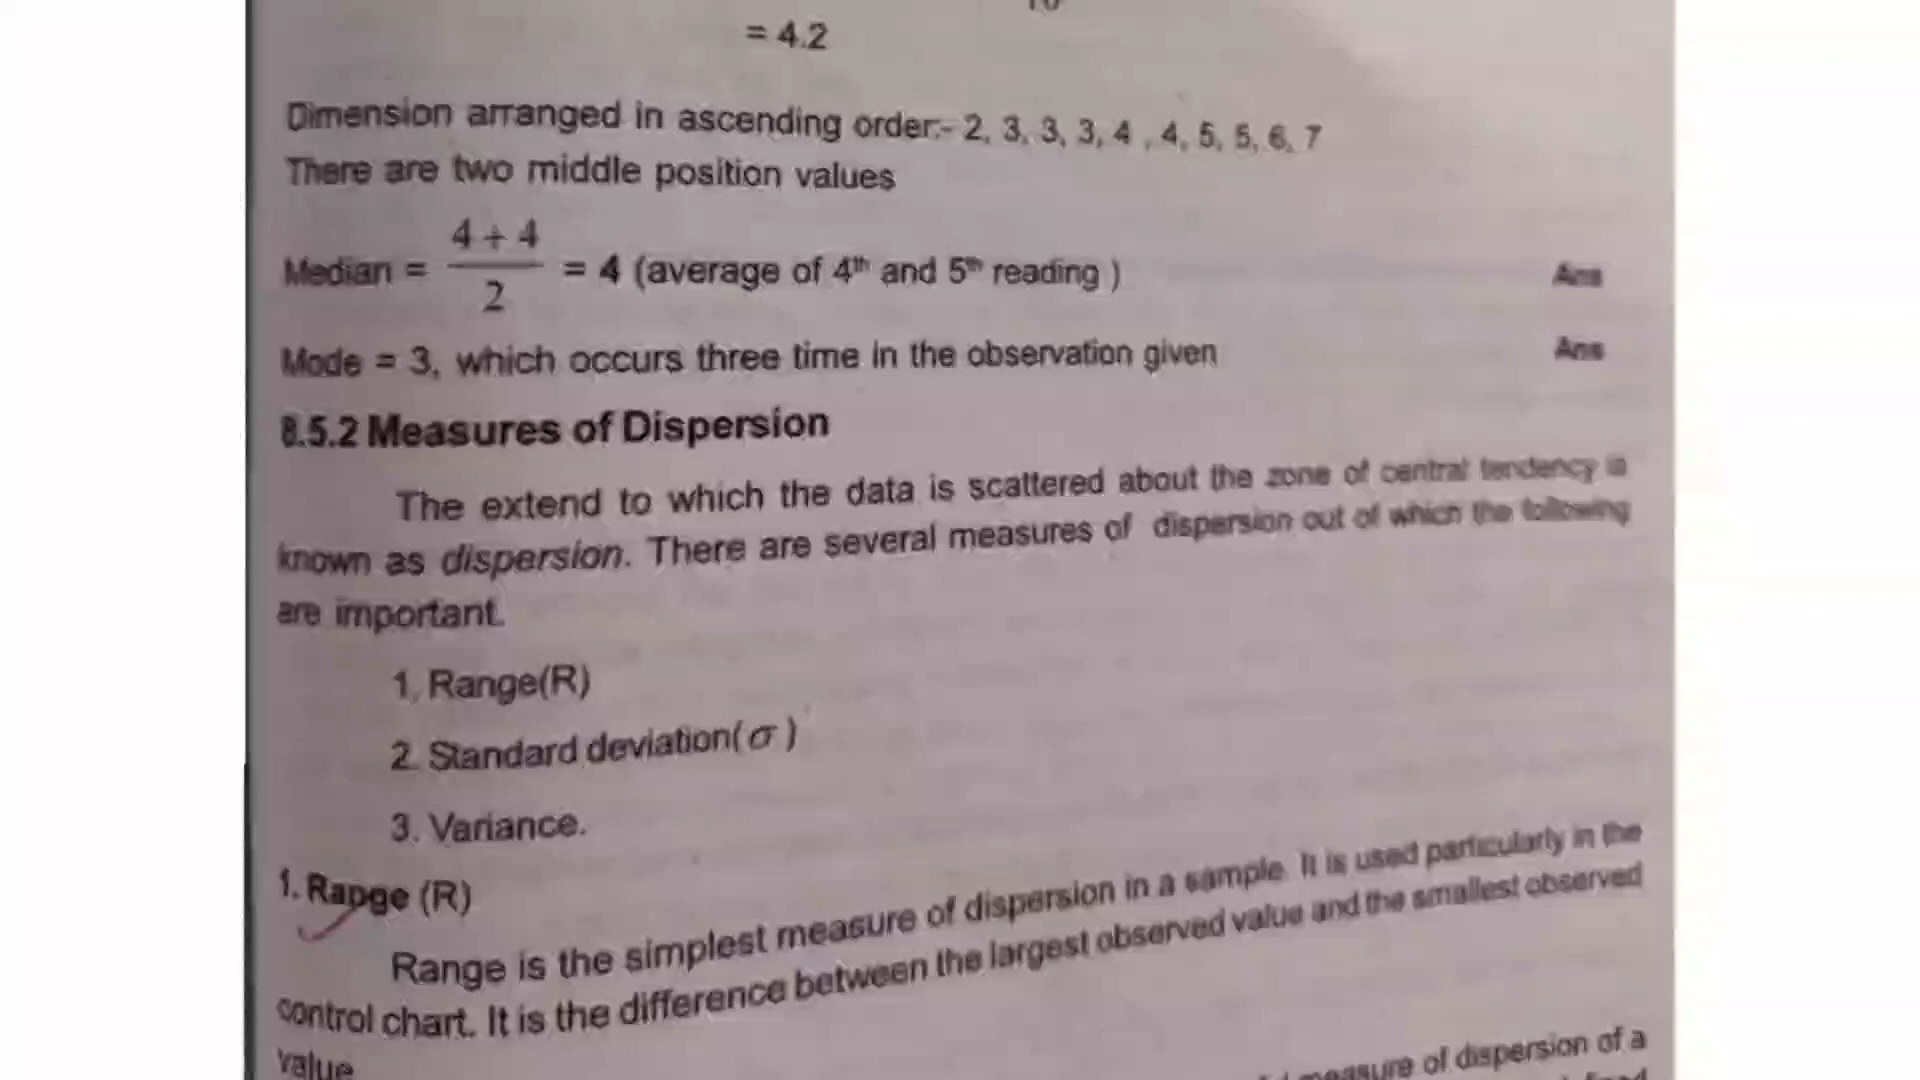 = 4.2
Dimension arranged in ascending order:- 2, 3, 3, 3, 4 , 4, 5, 5, 6, 7
There are two middle position values
Median = (4 + 4)/2 = 4 (average of 4th and 5th reading ) Ans
Mode = 3, which occurs three time in the observation given Ans
8.5.2 Measures of Dispersion
The extend to which the data is scattered about the zone of central tendency is
known as dispersion. There are several measures of dispersion out of which the following
are important.
1. Range(R)
2. Standard deviation( σ )
3. Variance.
1. Range (R)
Range is the simplest measure of dispersion in a sample. It is used particularly in the
control chart. It is the difference between the largest observed value and the smallest observed
value
measure of dispersion of a